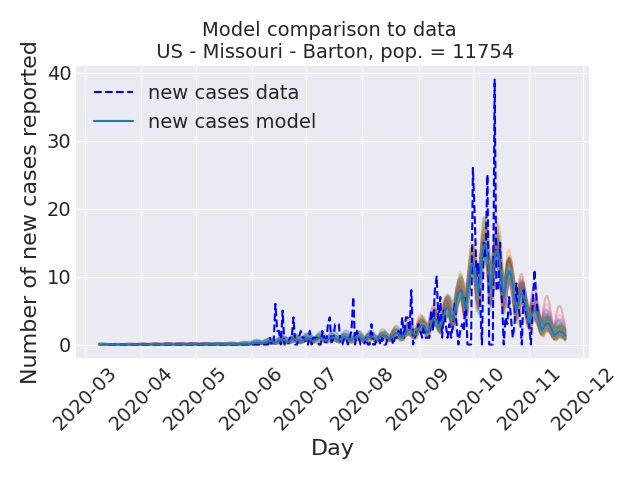 Model comparison to data
US - Missouri - Barton, pop. = 11754
Number of new cases reported
40
30
20
10
0
new cases data
new cases model
2020-03
2020-04
2020-05
2020-06
2020-07
2020-08
2020-09
2020-10
2020-11
2020-12
Day